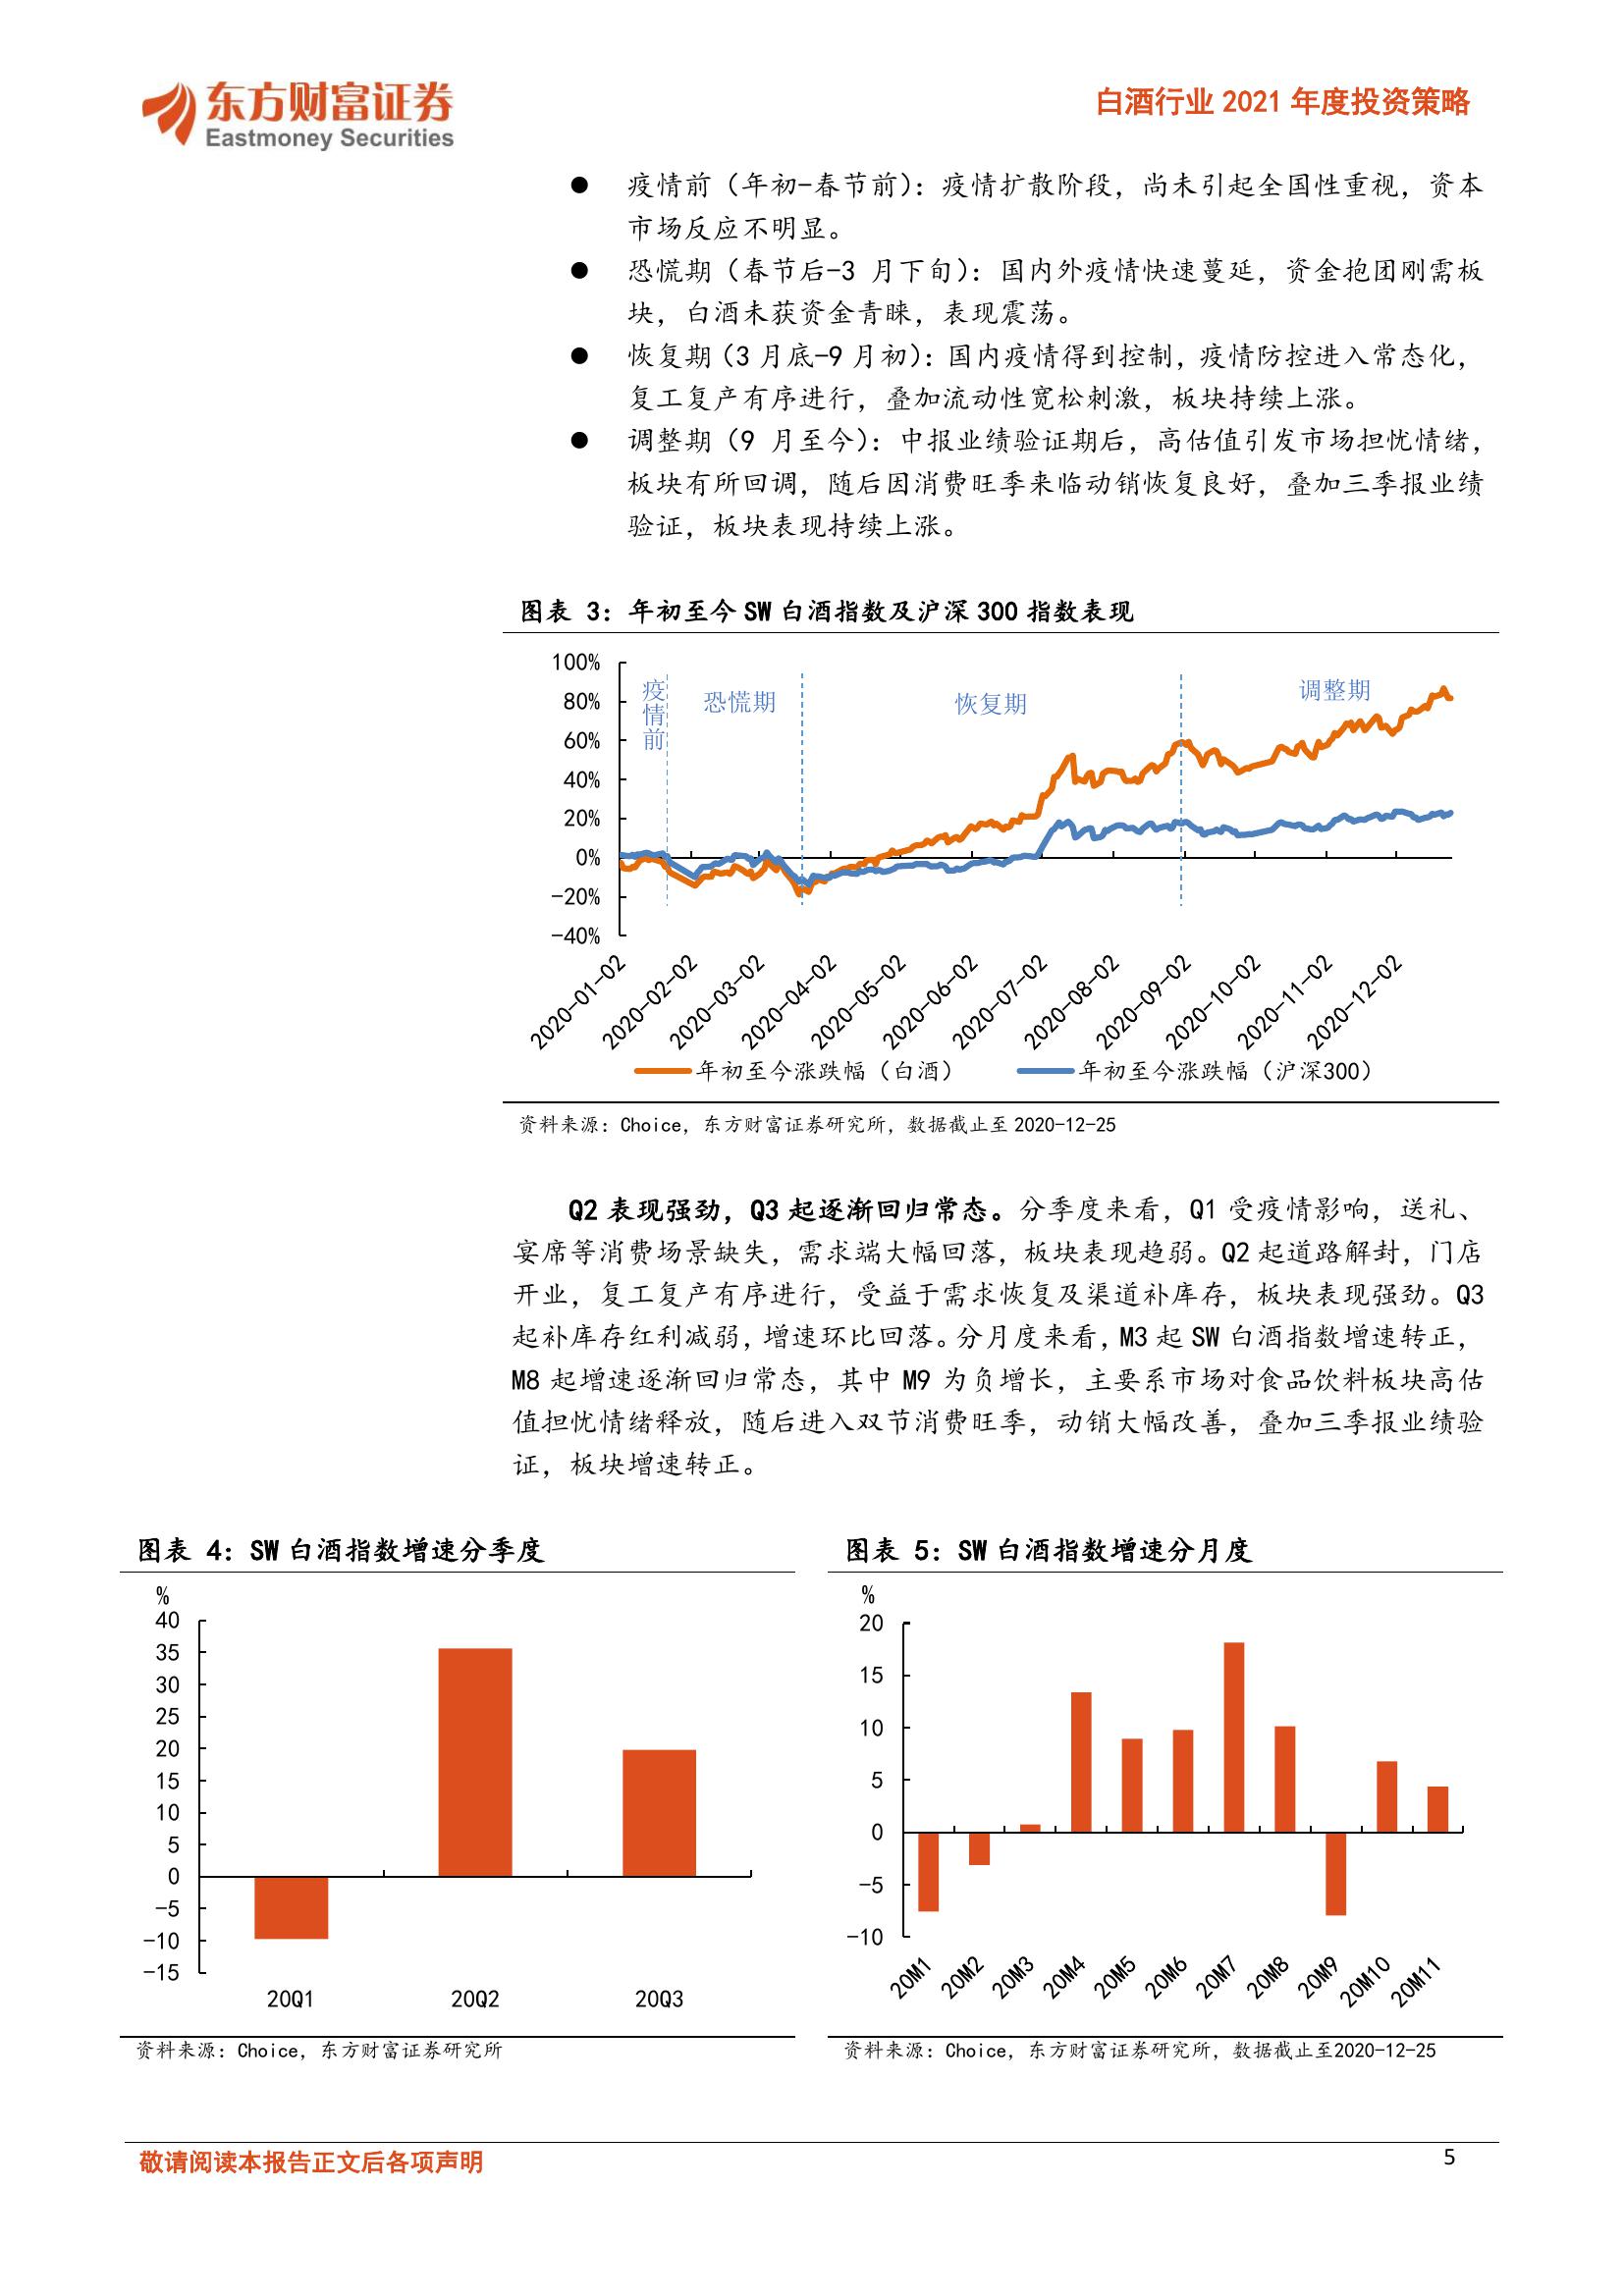 东方财富证券
Eastmoney Securities
白酒行业 2021 年度投资策略
● 疫情前（年初-春节前）：疫情扩散阶段，尚未引起全国性重视，资本
市场反应不明显。
● 恐慌期（春节后-3 月下旬）：国内外疫情快速蔓延，资金抱团刚需板
块，白酒未获资金青睐，表现震荡。
● 恢复期（3 月底-9 月初）：国内疫情得到控制，疫情防控进入常态化，
复工复产有序进行，叠加流动性宽松刺激，板块持续上涨。
● 调整期（9 月至今）：中报业绩验证期后，高估值引发市场担忧情绪，
板块有所回调，随后因消费旺季来临动销恢复良好，叠加三季报业绩
验证，板块表现持续上涨。
图表 3：年初至今 SW 白酒指数及沪深 300 指数表现
100%
80%
60%
40%
20%
0%
-20%
-40%
疫情前
恐慌期
恢复期
调整期
2020-01-02
2020-02-02
2020-03-02
2020-04-02
2020-05-02
2020-06-02
2020-07-02
2020-08-02
2020-09-02
2020-10-02
2020-11-02
2020-12-02
年初至今涨跌幅（白酒）
年初至今涨跌幅（沪深300）
资料来源：Choice，东方财富证券研究所，数据截止至 2020-12-25
Q2 表现强劲，Q3 起逐渐回归常态。分季度来看，Q1 受疫情影响，送礼、
宴席等消费场景缺失，需求端大幅回落，板块表现趋弱。Q2 起道路解封，门店
开业，复工复产有序进行，受益于需求恢复及渠道补库存，板块表现强劲。Q3
起补库存红利减弱，增速环比回落。分月度来看，M3 起 SW 白酒指数增速转正，
M8 起增速逐渐回归常态，其中 M9 为负增长，主要系市场对食品饮料板块高估
值担忧情绪释放，随后进入双节消费旺季，动销大幅改善，叠加三季报业绩验
证，板块增速转正。
图表 4：SW 白酒指数增速分季度
%
40
35
30
25
20
15
10
5
0
-5
-10
-15
20Q1
20Q2
20Q3
资料来源：Choice，东方财富证券研究所
图表 5：SW 白酒指数增速分月度
%
20
15
10
5
0
-5
-10
20M1
20M2
20M3
20M4
20M5
20M6
20M7
20M8
20M9
20M10
20M11
资料来源：Choice，东方财富证券研究所，数据截止至2020-12-25
敬请阅读本报告正文后各项声明
5